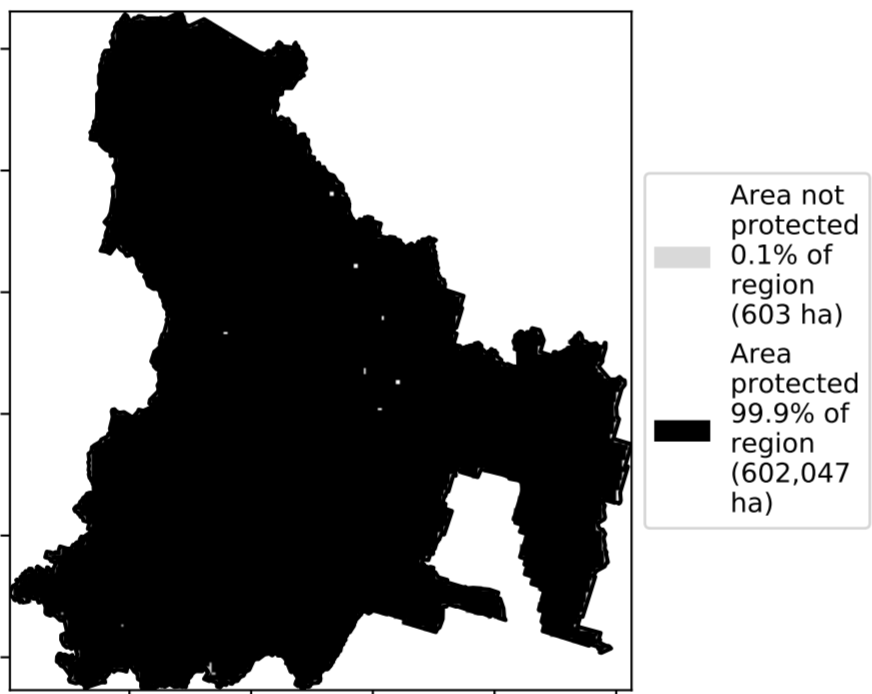 Area not
protected
0.1% of
region
(603 ha)
Area
protected
99.9% of
region
(602,047
ha)